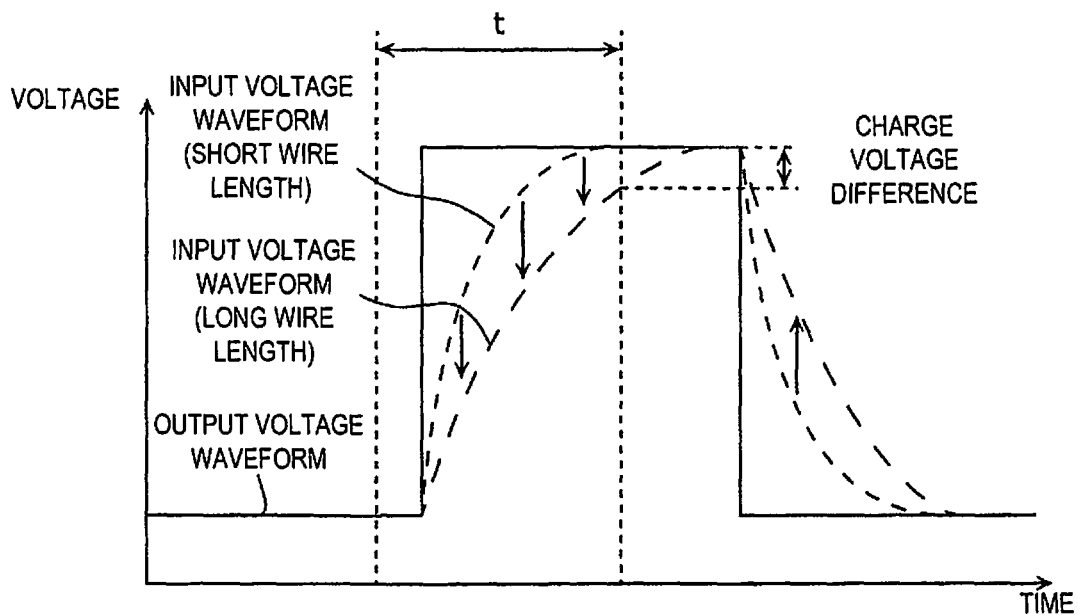 t
VOLTAGE
INPUT VOLTAGE
WAVEFORM
(SHORT WIRE
LENGTH)
CHARGE
VOLTAGE
DIFFERENCE
INPUT VOLTAGE
WAVEFORM
(LONG WIRE
LENGTH)
OUTPUT VOLTAGE
WAVEFORM
TIME